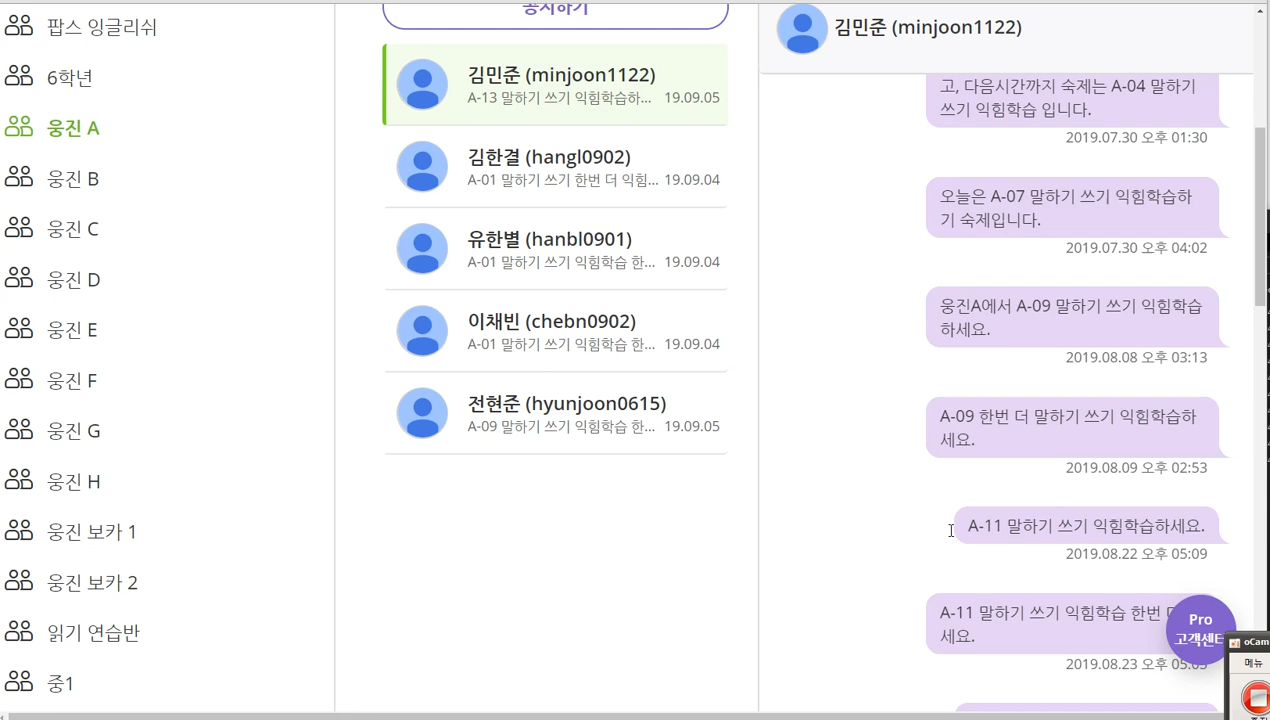 팝스 잉글리쉬
6학년
웅진 A
웅진 B
웅진 C
웅진 D
웅진 E
웅진 F
웅진 G
웅진 H
웅진 보카 1
웅진 보카 2
읽기 연습반
중1
공지하기
김민준 (minjoon1122)
A-13 말하기 쓰기 익힘학습하... 19.09.05
김한결 (hangl0902)
A-01 말하기 쓰기 한번 더 익힘... 19.09.04
유한별 (hanbl0901)
A-01 말하기 쓰기 익힘학습 한... 19.09.04
이채빈 (chebn0902)
A-01 말하기 쓰기 익힘학습 한... 19.09.04
전현준 (hyunjoon0615)
A-09 말하기 쓰기 익힘학습 한... 19.09.05
김민준 (minjoon1122)
고, 다음시간까지 숙제는 A-04 말하기
쓰기 익힘학습 입니다.
2019.07.30 오후 01:30
오늘은 A-07 말하기 쓰기 익힘학습하
기 숙제입니다.
2019.07.30 오후 04:02
웅진A에서 A-09 말하기 쓰기 익힘학습
하세요.
2019.08.08 오후 03:13
A-09 한번 더 말하기 쓰기 익힘학습하
세요.
2019.08.09 오후 02:53
A-11 말하기 쓰기 익힘학습하세요.
2019.08.22 오후 05:09
A-11 말하기 쓰기 익힘학습 한번
세요.
2019.08.23 오후
Pro
고객센터
oCam
메뉴